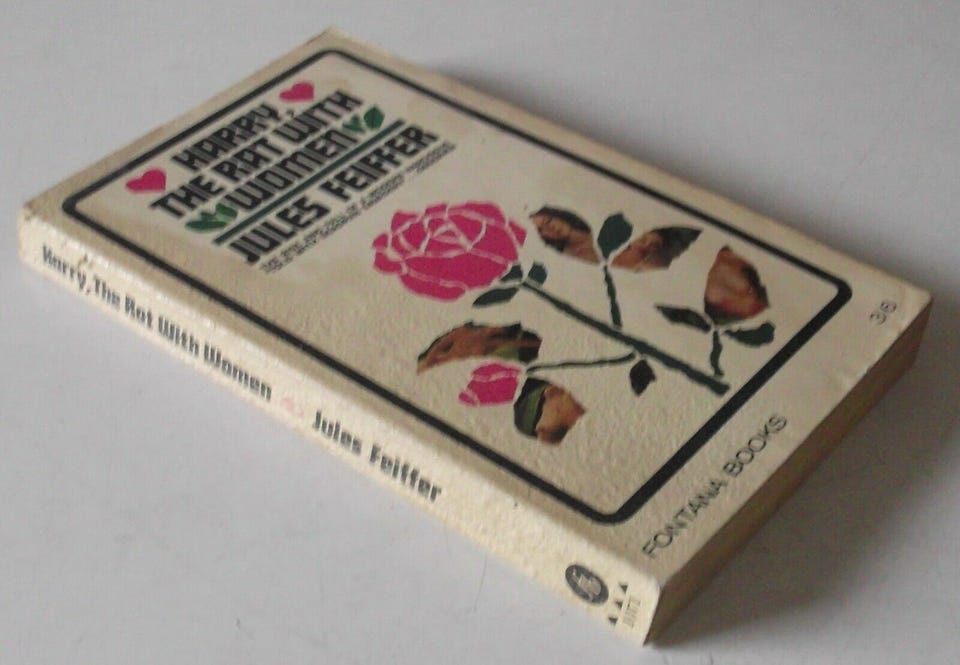 HARRY,
THE RAT WITH
WOMEN
JULES FEIFFER
3/6
FONTANA BOOKS
Harry, The Rat With Women Jules Feiffer